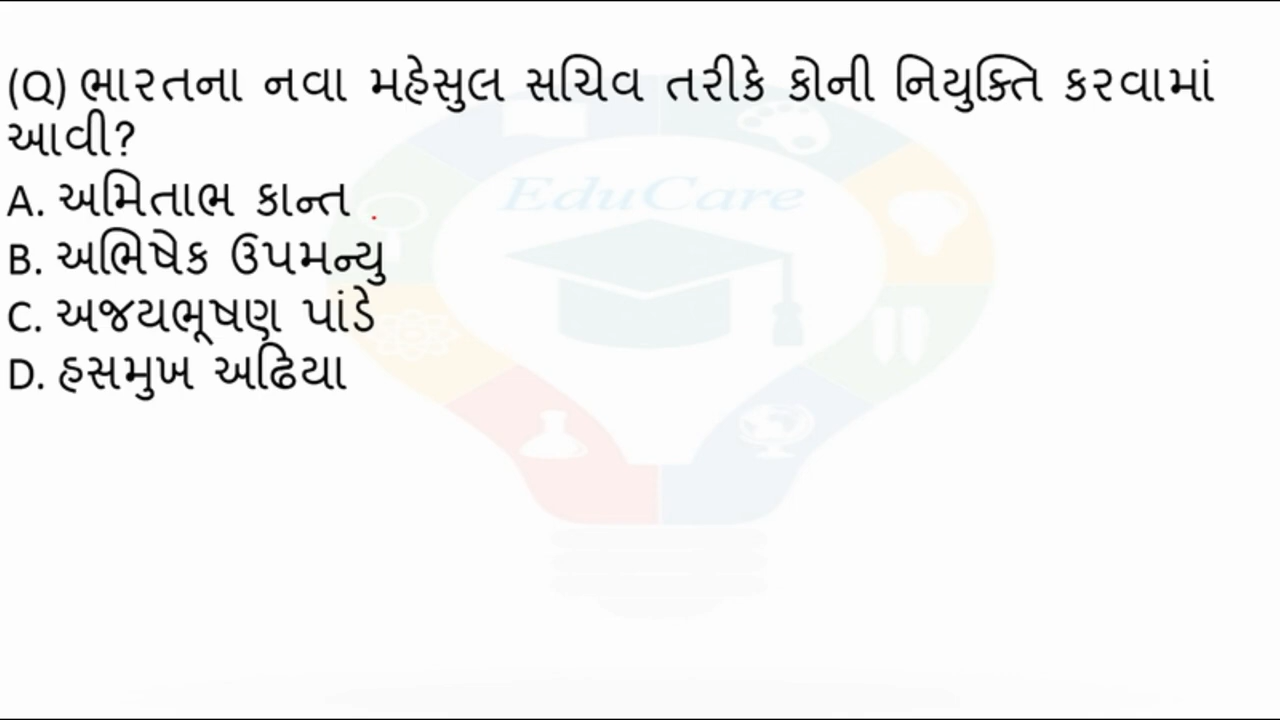 (Q) ભારતના નવા મહેસુલ સચિવ તરીકે કોની નિયુક્તિ કરવામાં
આવી?
A. અમિતાભ કાન્ત
EduCare
B. અભિષેક ઉપમન્યુ
C. અજયભૂષણ પાંડે
D. હસમુખ અઢિયા